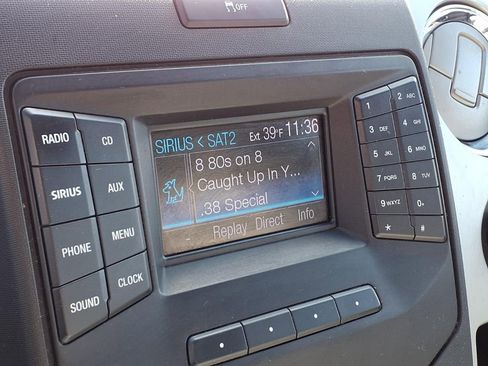 OFF
RADIO
CD
SIRIUS
AUX
PHONE
MENU
SOUND
CLOCK
SIRIUS < SAT2 Ext 39°F 11:36
8 80s on 8
Caught Up In Y...
.38 Special
Replay Direct Info
1
2 ABC
3 DEF
4 GHI
5 JKL
6 MNO
7 PQRS
8 TUV
9 WXYZ
0+
*
#